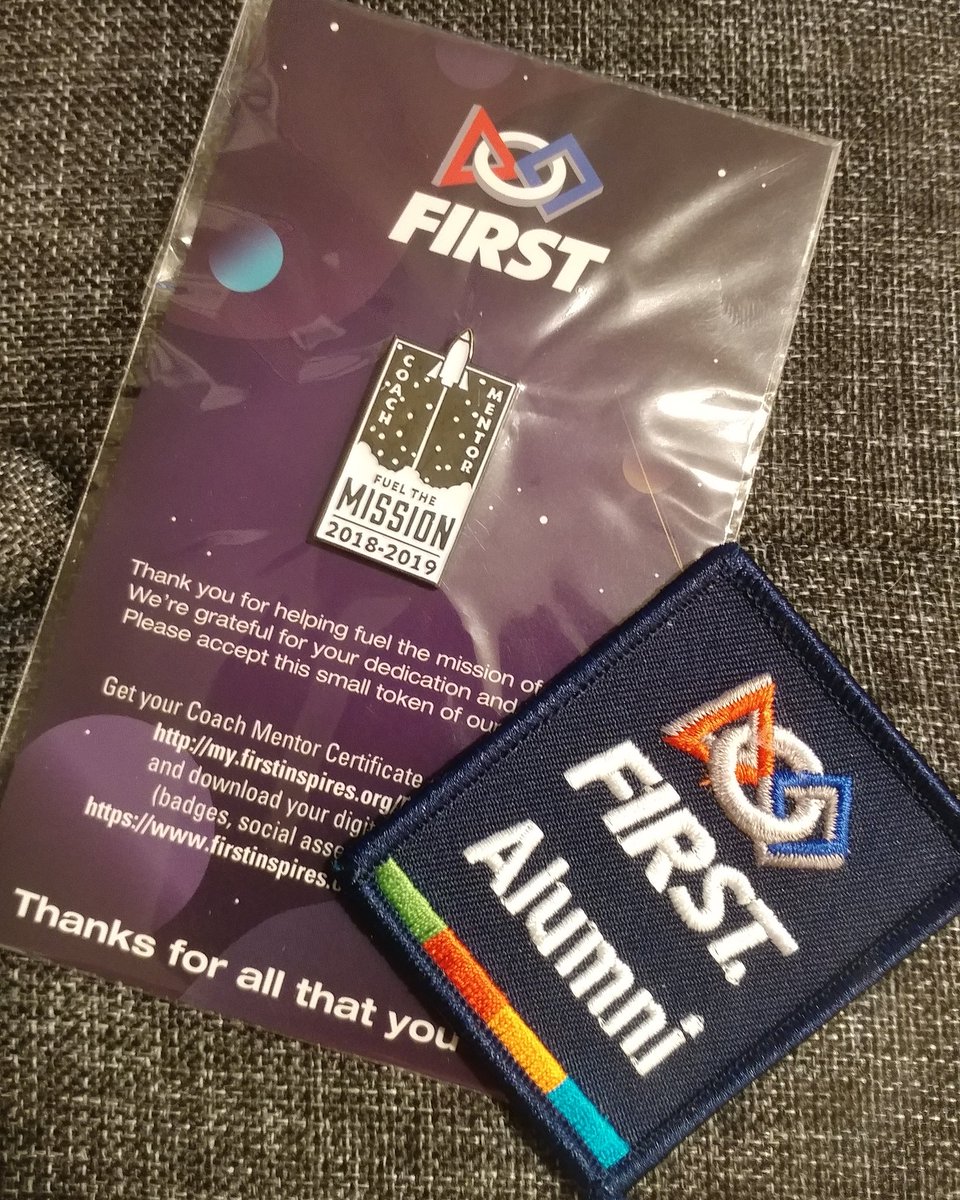 FIRST
COACH
MENTOR
FUEL THE
MISSION
2018-2019
Thank you for helping fuel the mission of
We're grateful for your dedication and
Please accept this small token of our
Get your Coach Mentor Certificate
http://my.firstinspires.org/
and download your
(badges, social
https://www.firstinspires.
Thanks for all that you
FIRST.
Alumni